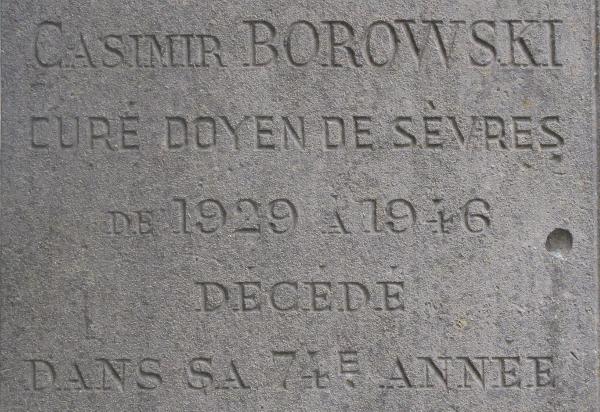 CASIMIR BOROWSKI
CURÉ DOYEN DE SÈVRES
DE 1929 À 1946
DÉCÉDÉ
DANS SA 74E ANNÉE